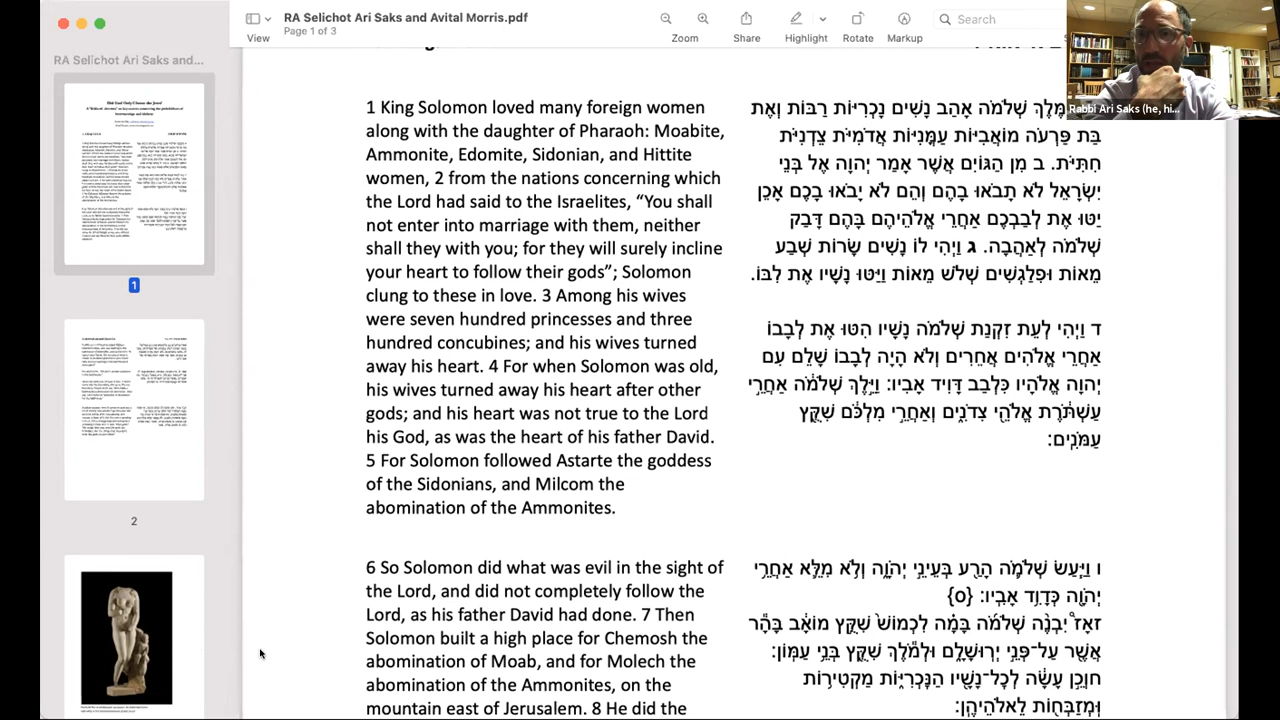 RA Selichot Ari Saks and Avital Morris.pdf
Page 1 of 3
View
Zoom
Share
Highlight
Rotate
Markup
Search
RA Selichot Ari Saks and...
1
2
Rabbi Ari Saks (he, hi...
1 King Solomon loved many foreign women
along with the daughter of Pharaoh: Moabite,
Ammonite, Edomite, Sidonian, and Hittite
women, 2 from the nations concerning which
the Lord had said to the Israelites, “You shall
not enter into marriage with them, neither
shall they with you; for they will surely incline
your heart to follow their gods”; Solomon
clung to these in love. 3 Among his wives
were seven hundred princesses and three
hundred concubines; and his wives turned
away his heart. 4 For when Solomon was old,
his wives turned away his heart after other
gods; and his heart was not true to the Lord
his God, as was the heart of his father David.
5 For Solomon followed Astarte the goddess
of the Sidonians, and Milcom the
abomination of the Ammonites.
6 So Solomon did what was evil in the sight of
the Lord, and did not completely follow the
Lord, as his father David had done. 7 Then
Solomon built a high place for Chemosh the
abomination of Moab, and for Molech the
abomination of the Ammonites, on the
mountain east of Jerusalem. 8 He did the
שְׁלֹמֹה אָהַב נָשִׁים וְאֶת
בַּת פַּרְעֹה מוֹאֲבִיּוֹת עַמֳּנִיּוֹת אֲדֹמִיֹּת צֵדְנִיֹּת
חִתִּיֹּת. ב מִן הַגּוֹיִם אֲשֶׁר אָמַר יְהוָה אֶל בְּנֵי
יִשְׂרָאֵל לֹא תָבֹאוּ בָהֶם וְהֵם לֹא יָבֹאוּ בָכֶם אָכֵן
יַטּוּ אֶת לְבַבְכֶם אַחֲרֵי אֱלֹהֵיהֶם בָּהֶם דָּבַק
שְׁלֹמֹה לְאַהֲבָה. ג וַיְהִי לוֹ נָשִׁים שָׂרוֹת שְׁבַע
מֵאוֹת וּפִלַגְשִׁים שְׁלֹשׁ מֵאוֹת וַיַּטּוּ נָשָׁיו אֶת לִבּוֹ.
ד וַיְהִי לְעֵת זִקְנַת שְׁלֹמֹה נָשָׁיו הִטּוּ אֶת לְבָבוֹ
אַחֲרֵי אֱלֹהִים אֲחֵרִים וְלֹא הָיָה לְבָבוֹ שָׁלֵם עִם
יְהוָה אֱלֹהָיו כִּלְבַב דָּוִיד אָבִיו: וַיֵּ֣לֶךְ שְׁלֹמֹ֔ה אַחֲרֵ֣י
עַשְׁתֹּ֔רֶת אֱלֹהֵ֖י צִדֹנִ֑ים וְאַחֲרֵ֣י מִלְכֹּ֔ם שִׁקֻּ֖ץ
עַמֹּנִֽים׃
ו וַיַּ֧עַשׂ שְׁלֹמֹ֛ה הָרַ֖ע בְּעֵינֵ֣י יְהוָ֑ה וְלֹ֥א מִלֵּ֛א אַחֲרֵ֥י
יְהוָ֖ה כְּדָוִ֥ד אָבִֽיו׃ {ס}
זאָז֩ יִבְנֶ֨ה שְׁלֹמֹ֜ה בָּמָ֗ה לִכְמוֹשׁ֙ שִׁקֻּ֣ץ מוֹאָ֔ב בָּהָ֕ר
אֲשֶׁ֖ר עַל־פְּנֵ֣י יְרוּשָׁלָ֑͏ִם וּלְמֹ֕לֶךְ שִׁקֻּ֖ץ בְּנֵ֥י עַמּֽוֹן׃
חוְכֵ֣ן עָשָׂ֔ה לְכָל־נָשָׁ֖יו הַנָּכְרִיּ֑וֹת מַקְטִיר֥וֹת
וּֽמְזַבְּח֖וֹת לֵאלֹהֵיהֶֽן׃